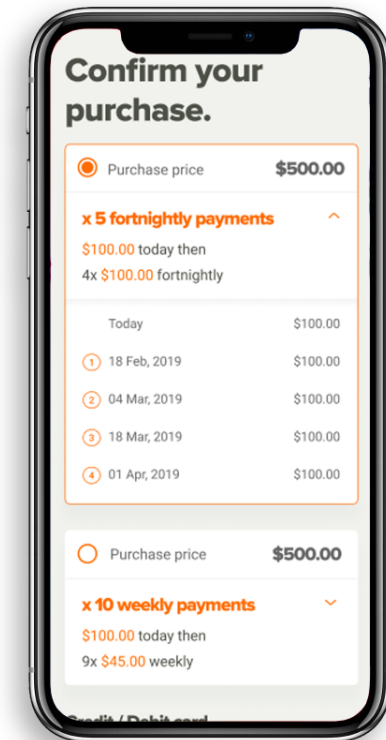 Confirm your
purchase.
Purchase price $500.00
x 5 fortnightly payments
$100.00 today then
4x $100.00 fortnightly
Today $100.00
1 18 Feb, 2019 $100.00
2 04 Mar, 2019 $100.00
3 18 Mar, 2019 $100.00
4 01 Apr, 2019 $100.00
Purchase price $500.00
x 10 weekly payments
$100.00 today then
9x $45.00 weekly
Credit / Debit card